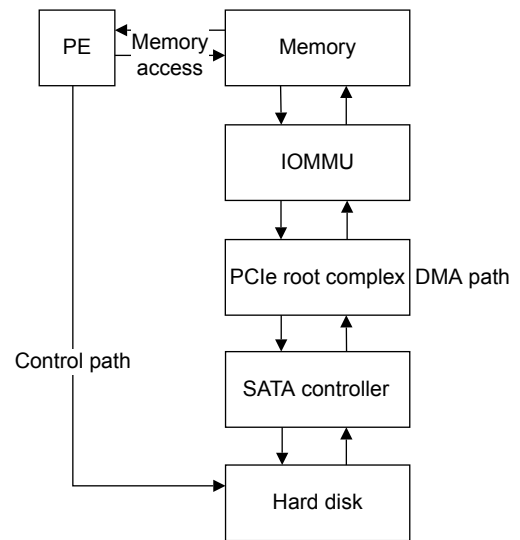 PE
Memory
access
Memory
IOMMU
PCIe root complex
DMA path
Control path
SATA controller
Hard disk